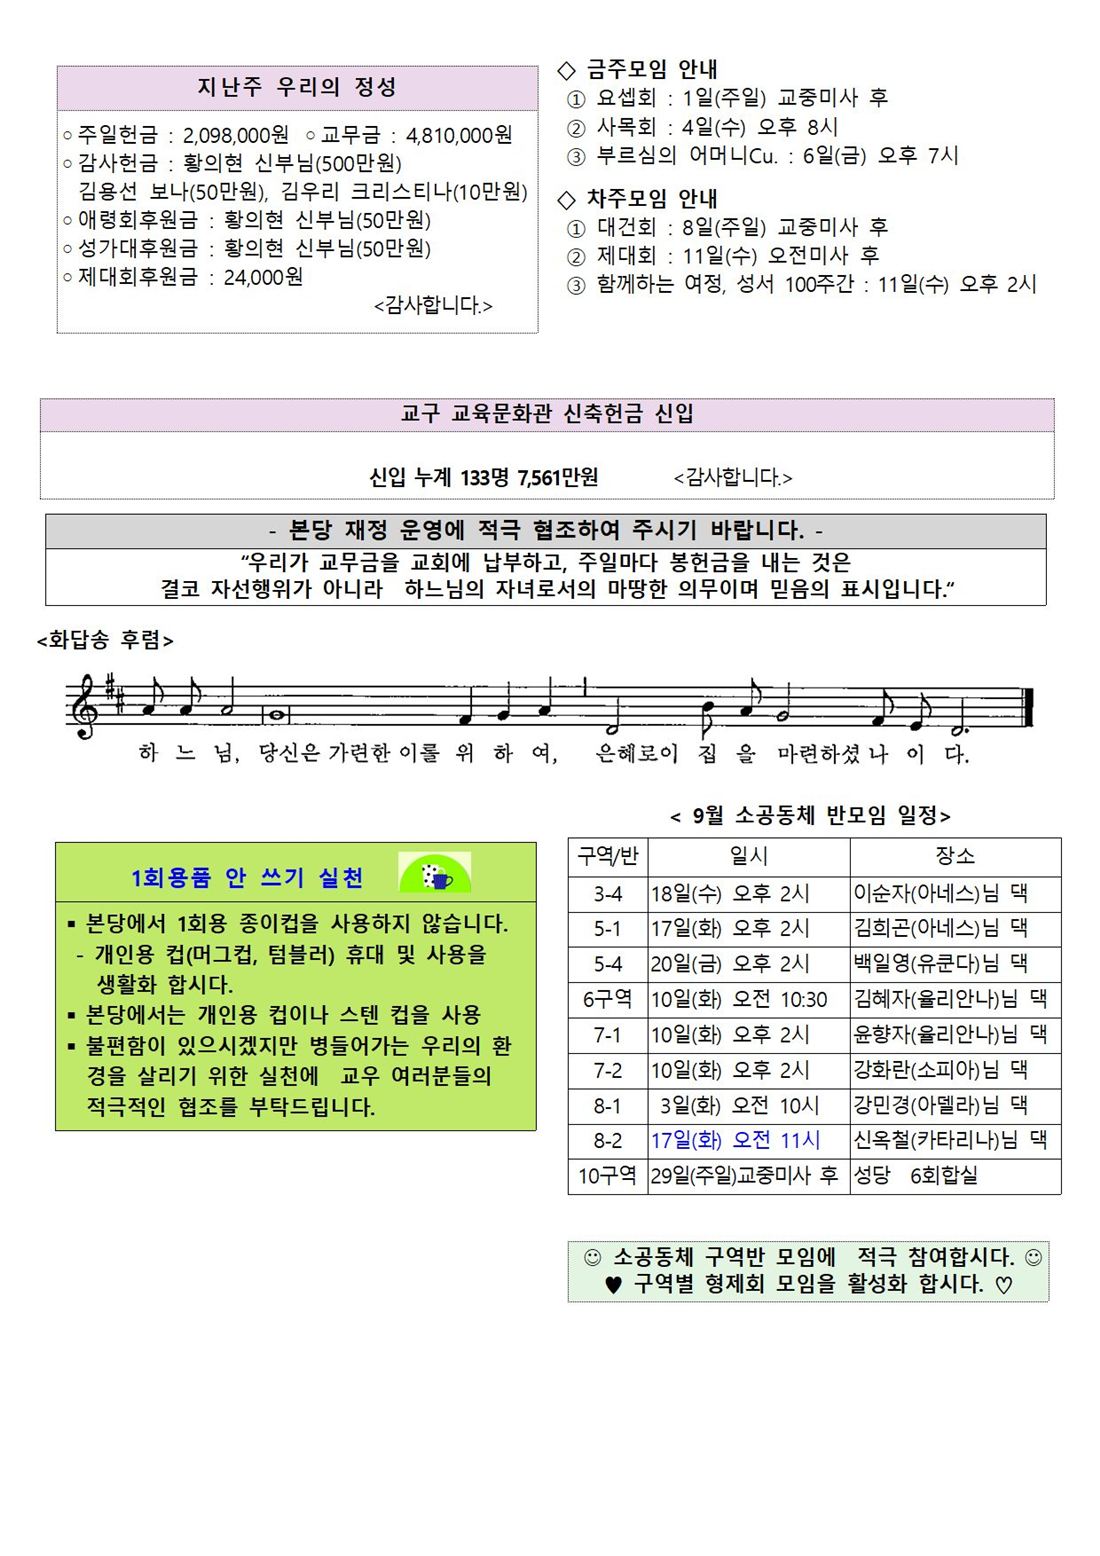 지난주 우리의 정성
○ 주일헌금 : 2,098,000원 ○ 교무금 : 4,810,000원
○ 감사헌금 : 황의현 신부님(500만원)
김용선 보나(50만원), 김우리 크리스티나(10만원)
○ 애령회후원금 : 황의현 신부님(50만원)
○ 성가대후원금 : 황의현 신부님(50만원)
○ 제대회후원금 : 24,000원
<감사합니다.>
◇ 금주모임 안내
① 요셉회 : 1일(주일) 교중미사 후
② 사목회 : 4일(수) 오후 8시
③ 부르심의 어머니Cu. : 6일(금) 오후 7시
◇ 차주모임 안내
① 대건회 : 8일(주일) 교중미사 후
② 제대회 : 11일(수) 오전미사 후
③ 함께하는 여정, 성서 100주간 : 11일(수) 오후 2시
교구 교육문화관 신축헌금 신입
신입 누계 133명 7,561만원 <감사합니다.>
- 본당 재정 운영에 적극 협조하여 주시기 바랍니다. -
“우리가 교무금을 교회에 납부하고, 주일마다 봉헌금을 내는 것은
결코 자선행위가 아니라 하느님의 자녀로서의 마땅한 의무이며 믿음의 표시입니다.“
<화답송 후렴>
하 느 님, 당신은 가련한 이를 위 하 여, 은혜로이 집 을 마련하셨 나 이 다.
1회용품 안 쓰기 실천
▪ 본당에서 1회용 종이컵을 사용하지 않습니다.
- 개인용 컵(머그컵, 텀블러) 휴대 및 사용을
생활화 합시다.
▪ 본당에서는 개인용 컵이나 스텐 컵을 사용
▪ 불편함이 있으시겠지만 병들어가는 우리의 환
경을 살리기 위한 실천에 교우 여러분들의
적극적인 협조를 부탁드립니다.
< 9월 소공동체 반모임 일정>
구역/반 일시 장소
3-4 18일(수) 오후 2시 이순자(아네스)님 댁
5-1 17일(화) 오후 2시 김희곤(아네스)님 댁
5-4 20일(금) 오후 2시 백일영(유쿤다)님 댁
6구역 10일(화) 오전 10:30 김혜자(율리안나)님 댁
7-1 10일(화) 오후 2시 윤향자(율리안나)님 댁
7-2 10일(화) 오후 2시 강화란(소피아)님 댁
8-1 3일(화) 오전 10시 강민경(아델라)님 댁
8-2 17일(화) 오전 11시 신옥철(카타리나)님 댁
10구역 29일(주일)교중미사 후 성당 6회합실
☺ 소공동체 구역반 모임에 적극 참여합시다. ☺
♥ 구역별 형제회 모임을 활성화 합시다. ♡